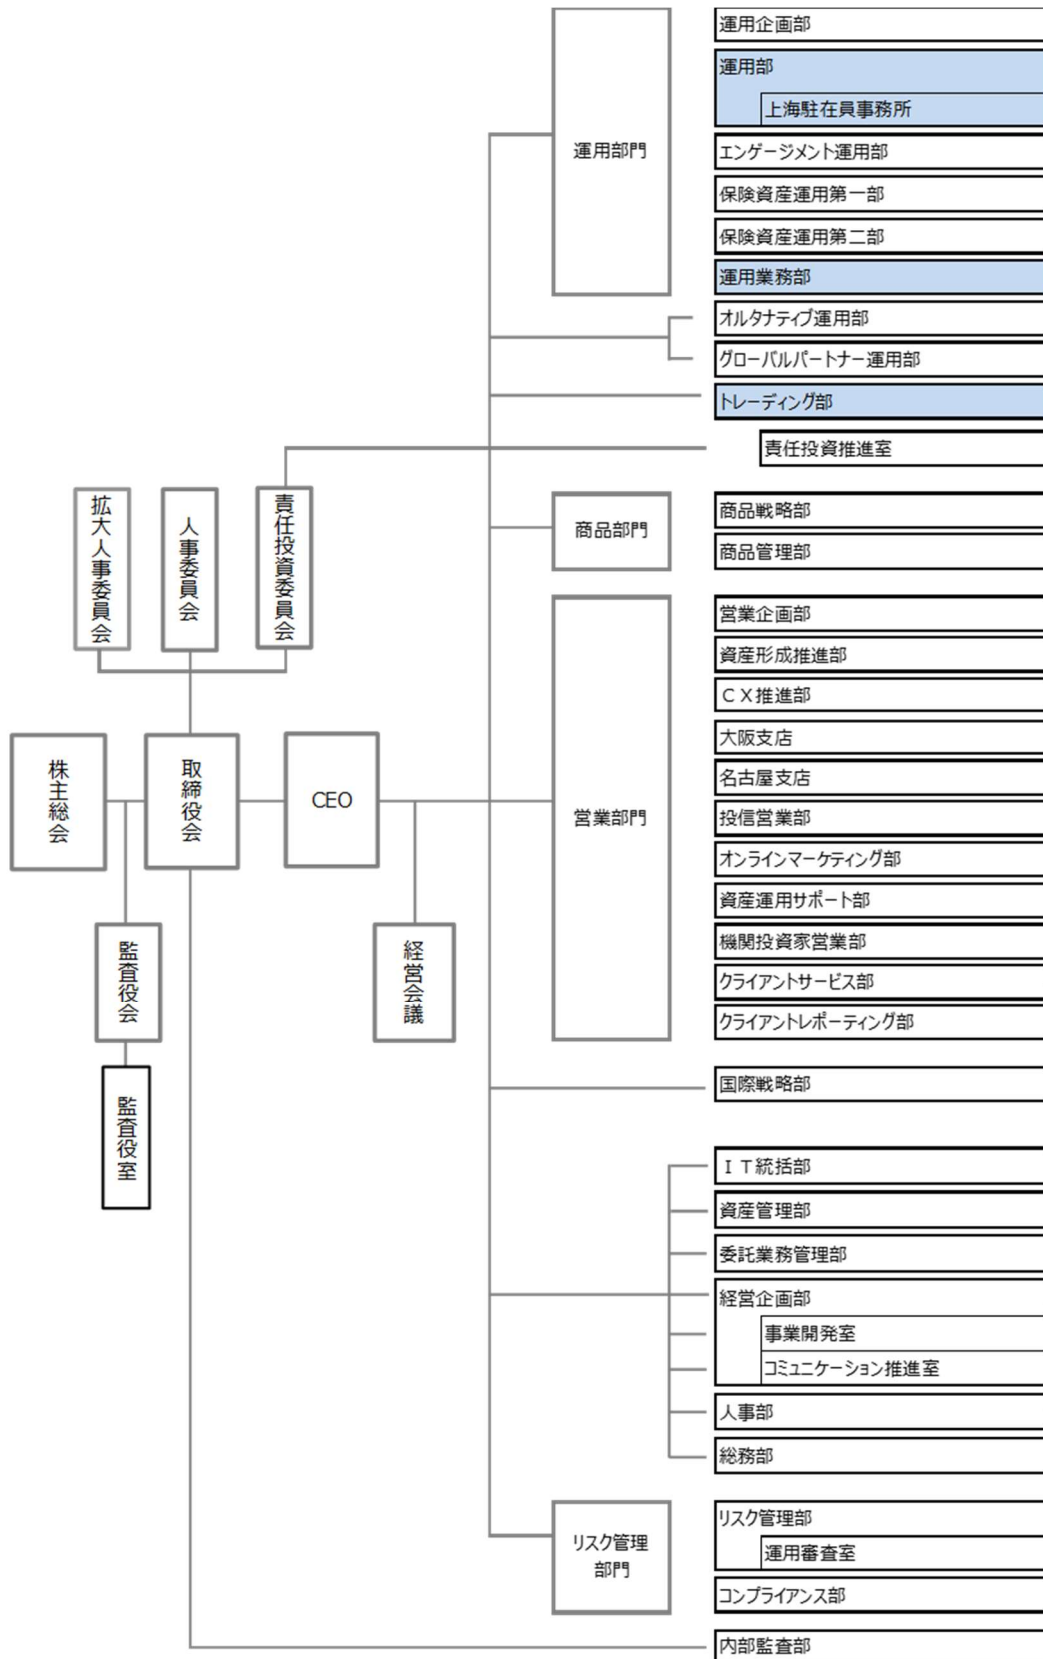 運用企画部
運用部
上海駐在員事務所
運用部門
エンゲージメント運用部
保険資産運用第一部
保険資産運用第二部
運用業務部
オルタナティブ運用部
グローバルパートナー運用部
トレーディング部
責任投資推進室
拡大人事委員会
人事委員会
責任投資委員会
商品部門
商品戦略部
商品管理部
営業企画部
資産形成推進部
ＣＸ推進部
大阪支店
名古屋支店
株主総会
取締役会
CEO
営業部門
投信営業部
オンラインマーケティング部
資産運用サポート部
機関投資家営業部
クライアントサービス部
クライアントレポーティング部
監査役会
経営会議
監査役室
国際戦略部
ＩＴ統括部
資産管理部
委託業務管理部
経営企画部
事業開発室
コミュニケーション推進室
人事部
総務部
リスク管理
部門
リスク管理部
運用審査室
コンプライアンス部
内部監査部